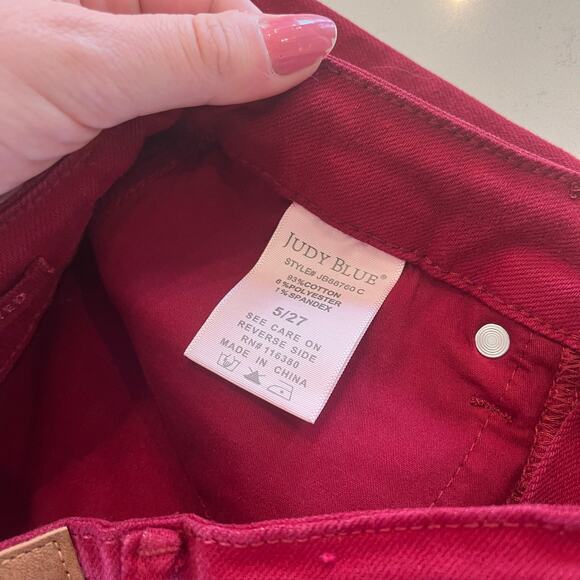 JUDY BLUE®
STYLE# JB88760 C
93%COTTON
6%POLYESTER
1%SPANDEX
5/27
SEE CARE ON
REVERSE SIDE
RN# 116380
MADE IN CHINA